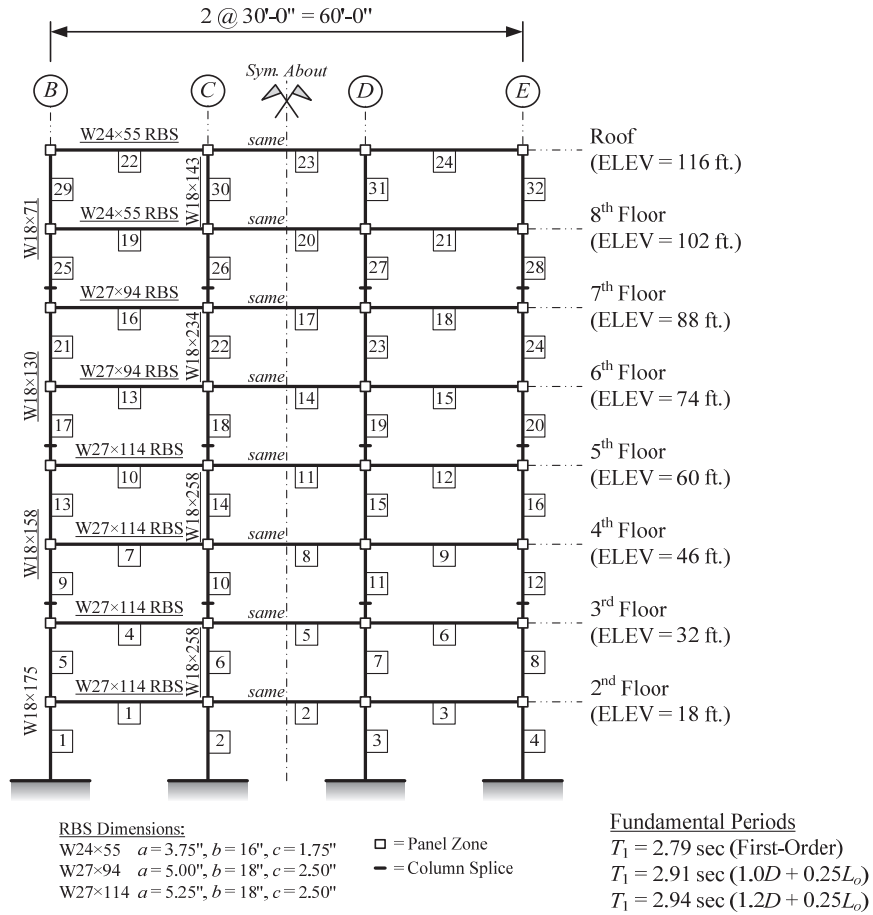 2 @ 30'-0" = 60'-0"
Sym. About
B C D E
W24×55 RBS same Roof
22 23 24 (ELEV = 116 ft.)
W18×143
29 30 31 32
W18×71
W24×55 RBS same 8th Floor
19 20 21 (ELEV = 102 ft.)
25 26 27 28
W27×94 RBS same 7th Floor
16 17 18 (ELEV = 88 ft.)
W18×234
21 22 23 24
W18×130
W27×94 RBS same 6th Floor
13 14 15 (ELEV = 74 ft.)
17 18 19 20
W27×114 RBS same 5th Floor
10 11 12 (ELEV = 60 ft.)
W18×258
13 14 15 16
W18×158
W27×114 RBS same 4th Floor
7 8 9 (ELEV = 46 ft.)
9 10 11 12
W27×114 RBS same 3rd Floor
4 5 6 (ELEV = 32 ft.)
W18×258
5 6 7 8
W18×175
W27×114 RBS same 2nd Floor
1 2 3 (ELEV = 18 ft.)
1 2 3 4
RBS Dimensions:
W24×55 a = 3.75", b = 16", c = 1.75"
W27×94 a = 5.00", b = 18", c = 2.50"
W27×114 a = 5.25", b = 18", c = 2.50"
= Panel Zone
= Column Splice
Fundamental Periods
T1 = 2.79 sec (First-Order)
T1 = 2.91 sec (1.0D + 0.25Lo)
T1 = 2.94 sec (1.2D + 0.25Lo)